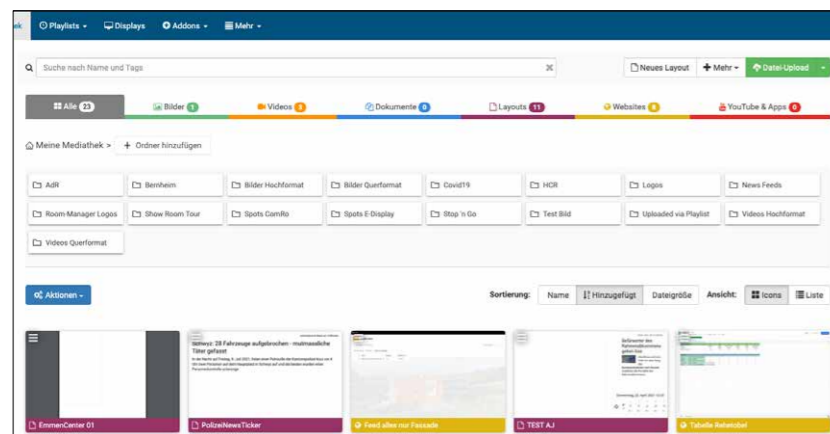 ek Playlists Displays Addons Mehr
Suche nach Name und Tags Neues Layout Mehr Datei-Upload
Alle 23 Bilder 1 Videos Dokumente 0 Layouts 11 Websites YouTube & Apps 0
Meine Mediathek > + Ordner hinzufügen
AdR Bernheim Bilder Hochformat Bilder Querformat Covid19 HCR Logos News Feeds
Room-Manager Logos Show Room Tour Spots ComRo Spots E-Display Stop 'n Go Test Bild Uploaded via Playlist Videos Hochformat
Videos Querformat
Aktionen Sortierung: Name Hinzugefügt Dateigröße Ansicht: Icons Liste
Schwyz: 28 Fahrzeuge aufgebrochen - mutmassliche
Täter gefasst
EmmenCenter 01 PolizeiNewsTicker Feed alles nur Fassade TEST AJ Tabelle Rehetobel